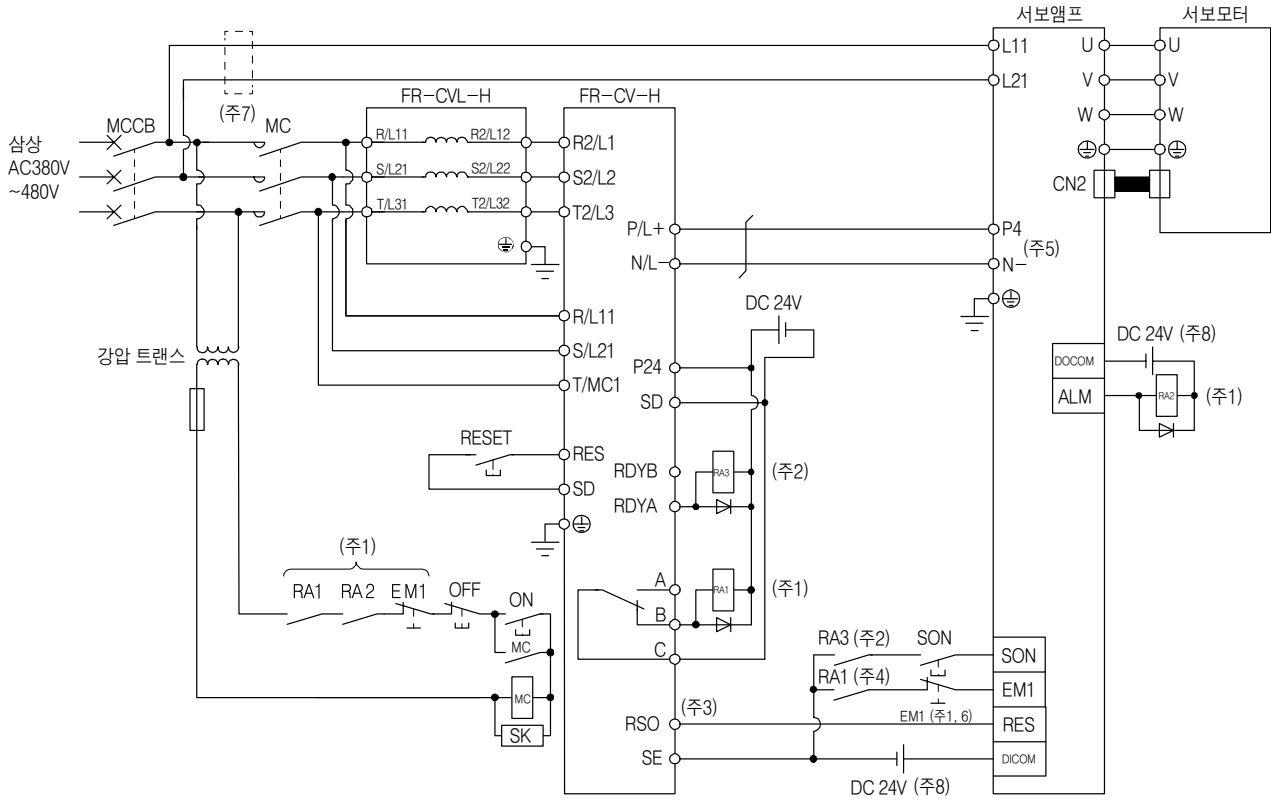 서보앰프
서보모터
L11
U
U
L21
V
V
(주7)
FR-CVL-H
FR-CV-H
MCCB
MC
W
W
삼상
AC380V
~480V
R/L11
R2/L12
R2/L1
S/L21
S2/L22
S2/L2
CN2
T/L31
T2/L32
T2/L3
P/L+
P4
(주5)
N/L-
N-
DC 24V
R/L11
강압 트랜스
S/L21
P24
DOCOM
DC 24V (주8)
T/MC1
SD
ALM
RA2
(주1)
RESET
RES
RDYB
RA3
(주2)
SD
RDYA
(주1)
RA1
RA2
EM1
OFF
ON
A
RA1
(주1)
B
MC
C
RA3 (주2)
SON
SON
RA1 (주4)
EM1
MC
RSO
(주3)
EM1 (주1, 6)
RES
SK
SE
DICOM
DC 24V (주8)